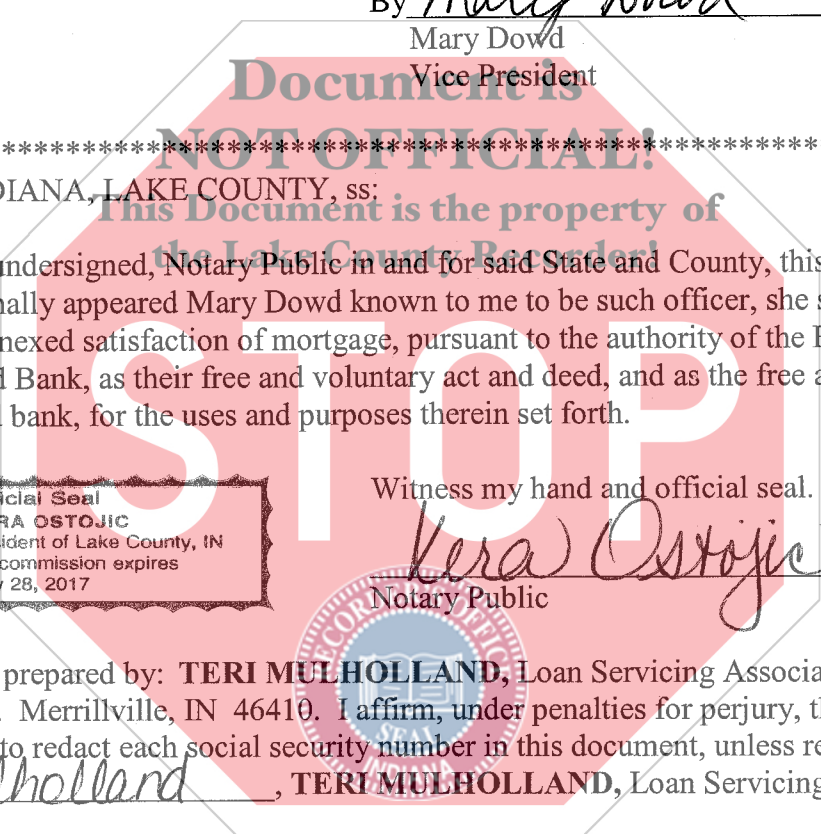 By Mary Dowd
Mary Dowd
Vice President
Document is
NOT OFFICIAL!
************************************************************
DIANA, LAKE COUNTY, ss:
This Document is the property of
the Lake County Recorder!
undersigned, Notary Public in and for said State and County, this
nally appeared Mary Dowd known to me to be such officer, she s
nexed satisfaction of mortgage, pursuant to the authority of the B
d Bank, as their free and voluntary act and deed, and as the free a
bank, for the uses and purposes therein set forth.
STOP
icial Seal
RA OSTOJIC
ident of Lake County, IN
commission expires
y 28, 2017
Witness my hand and official seal.
Vera Ostojic
Notary Public
RECORDER'S OFFICE
SEAL
INDIANA
prepared by: TERI MULHOLLAND, Loan Servicing Associa
. Merrillville, IN 46410. I affirm, under penalties for perjury, th
to redact each social security number in this document, unless re
lholland, TERI MULHOLLAND, Loan Servicing